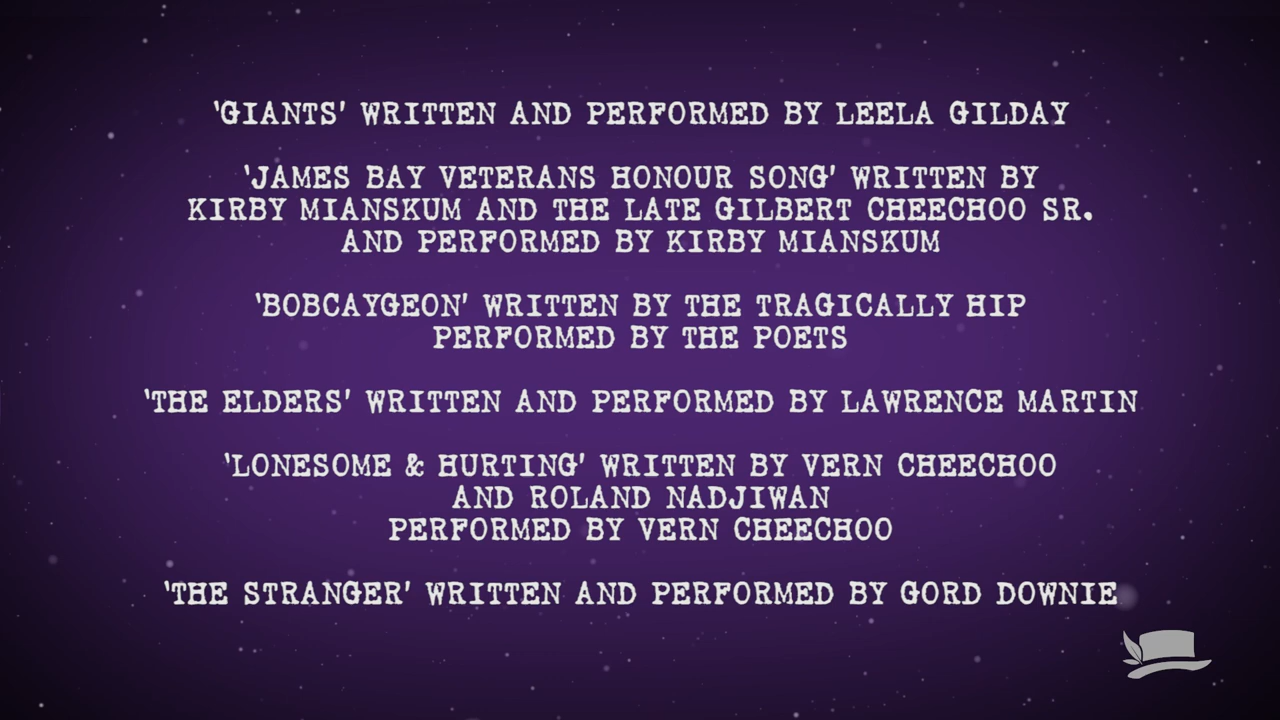 'GIANTS' WRITTEN AND PERFORMED BY LEELA GILDAY
'JAMES BAY VETERANS HONOUR SONG' WRITTEN BY
KIRBY MIANSKUM AND THE LATE GILBERT CHEECHOO SR.
AND PERFORMED BY KIRBY MIANSKUM
'BOBCAYGEON' WRITTEN BY THE TRAGICALLY HIP
PERFORMED BY THE POETS
'THE ELDERS' WRITTEN AND PERFORMED BY LAWRENCE MARTIN
'LONESOME & HURTING' WRITTEN BY VERN CHEECHOO
AND ROLAND NADJIWAN
PERFORMED BY VERN CHEECHOO
'THE STRANGER' WRITTEN AND PERFORMED BY GORD DOWNIE